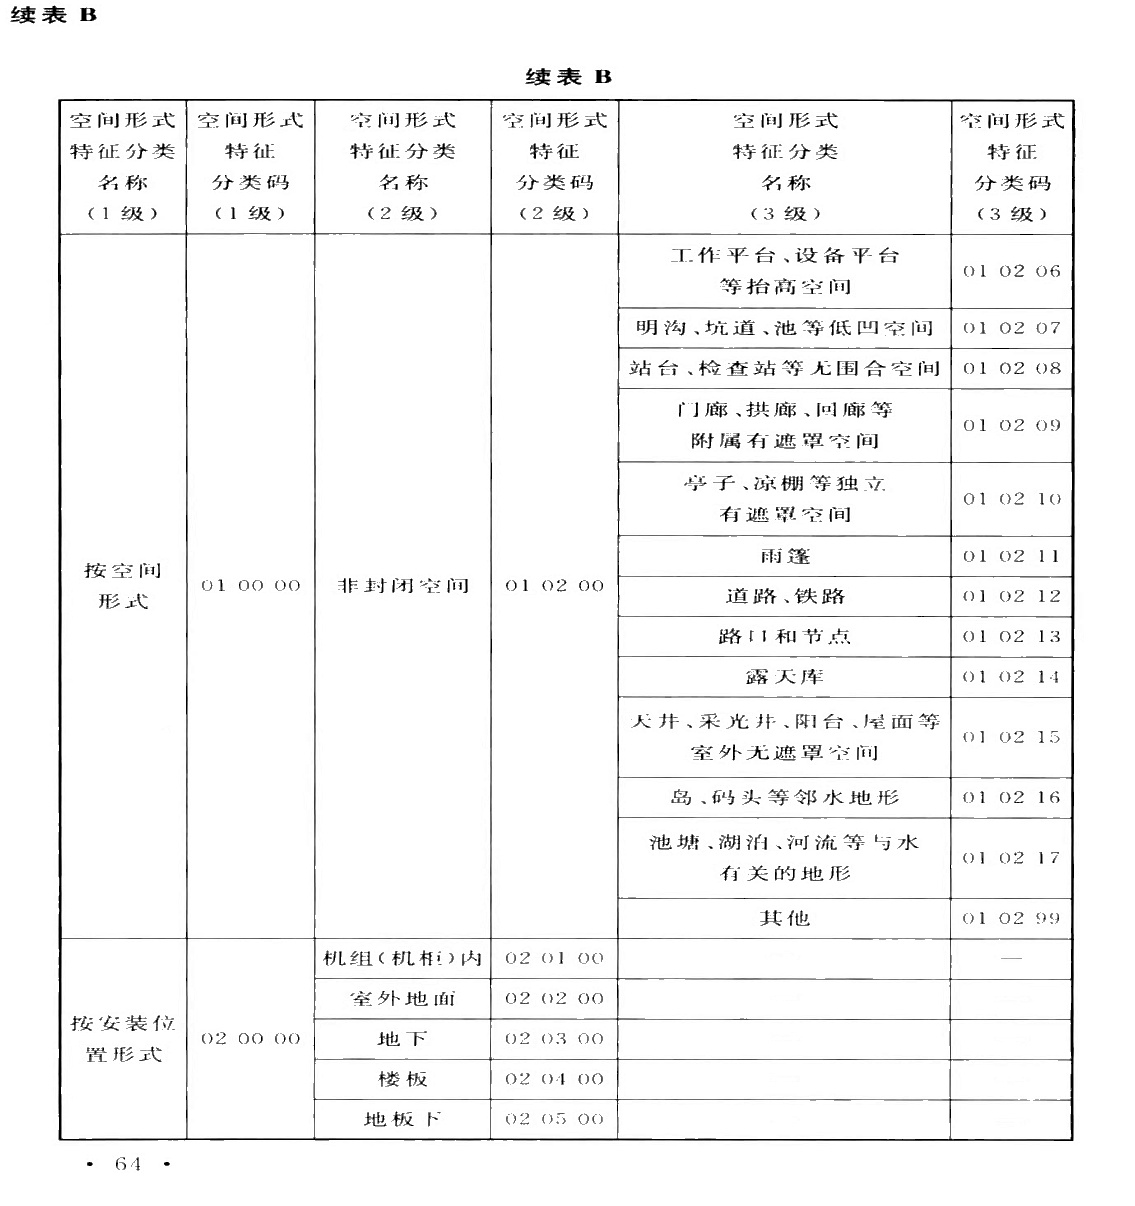 续表 B
续表 B
空间形式 空间形式 空间形式 空间形式 空间形式 空间形式
特征分类 特征 特征分类 特征 特征分类 特征
名称 分类码 名称 分类码 名称 分类码
(1 级) (1 级) (2 级) (2 级) (3 级) (3 级)
工作平台、设备平台
等抬高空间
01 02 06
明沟、坑道、池等低凹空间 01 02 07
站台、检查站等无围合空间 01 02 08
门廊、拱廊、回廊等
附属有遮罩空间
01 02 09
亭子、凉棚等独立
有遮罩空间
01 02 10
雨篷 01 02 11
按空间
形式
01 00 00 非封闭空间 01 02 00
道路、铁路 01 02 12
路口和节点 01 02 13
露天库 01 02 14
天井、采光井、阳台、屋面等
室外无遮罩空间
01 02 15
岛、码头等邻水地形 01 02 16
池塘、湖泊、河流等与水
有关的地形
01 02 17
其他 01 02 99
机组(机柜)内 02 01 00 —
室外地面 02 02 00
按安装位
置形式
02 00 00
地下 02 03 00
楼板 02 04 00
地板下 02 05 00
· 64 ·